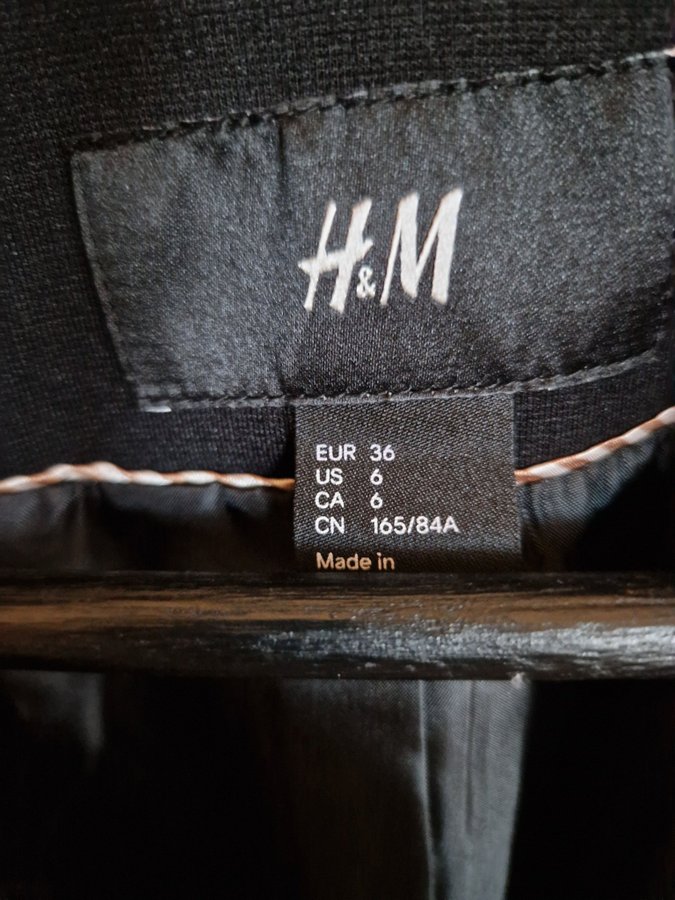 H&M
EUR 36
US 6
CA 6
CN 165/84A
Made in